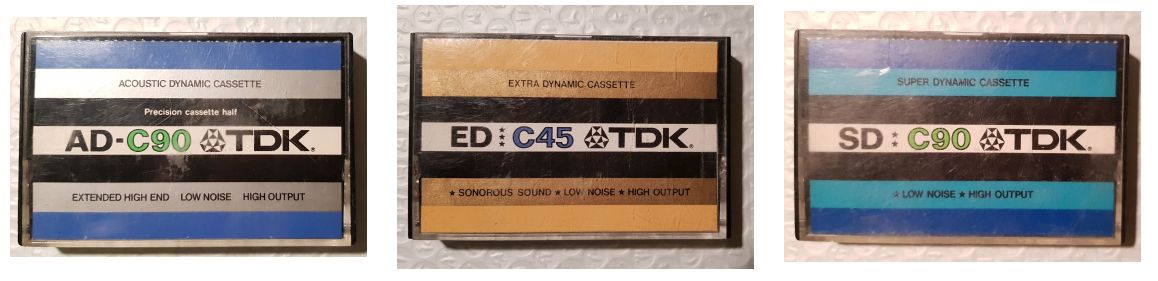 ACOUSTIC DYNAMIC CASSETTE
Precision cassette half
AD-C90 TDK.
EXTENDED HIGH END LOW NOISE HIGH OUTPUT
EXTRA DYNAMIC CASSETTE
ED ★★★ C45 TDK.
★ SONOROUS SOUND ★ LOW NOISE ★ HIGH OUTPUT
SUPER DYNAMIC CASSETTE
SD ★★ C90 TDK.
★ LOW NOISE ★ HIGH OUTPUT